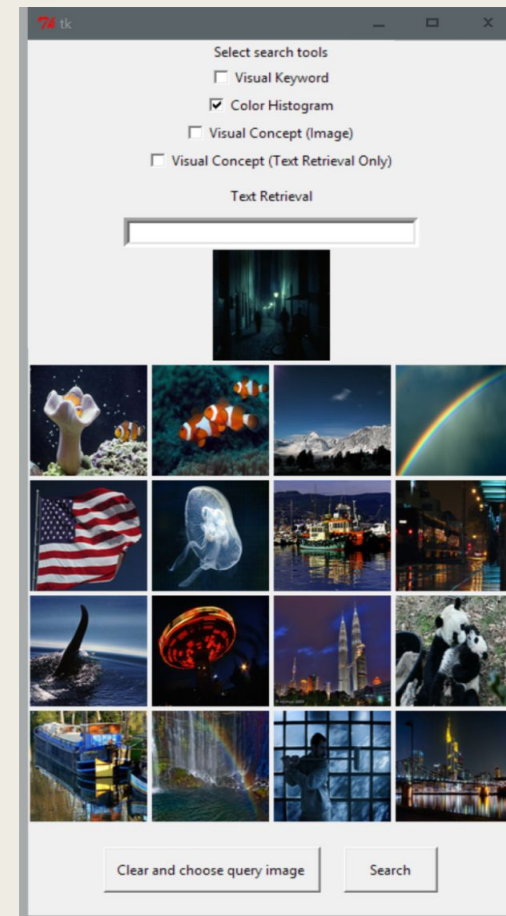 tk
Select search tools
Visual Keyword
Color Histogram
Visual Concept (Image)
Visual Concept (Text Retrieval Only)
Text Retrieval
Clear and choose query image
Search